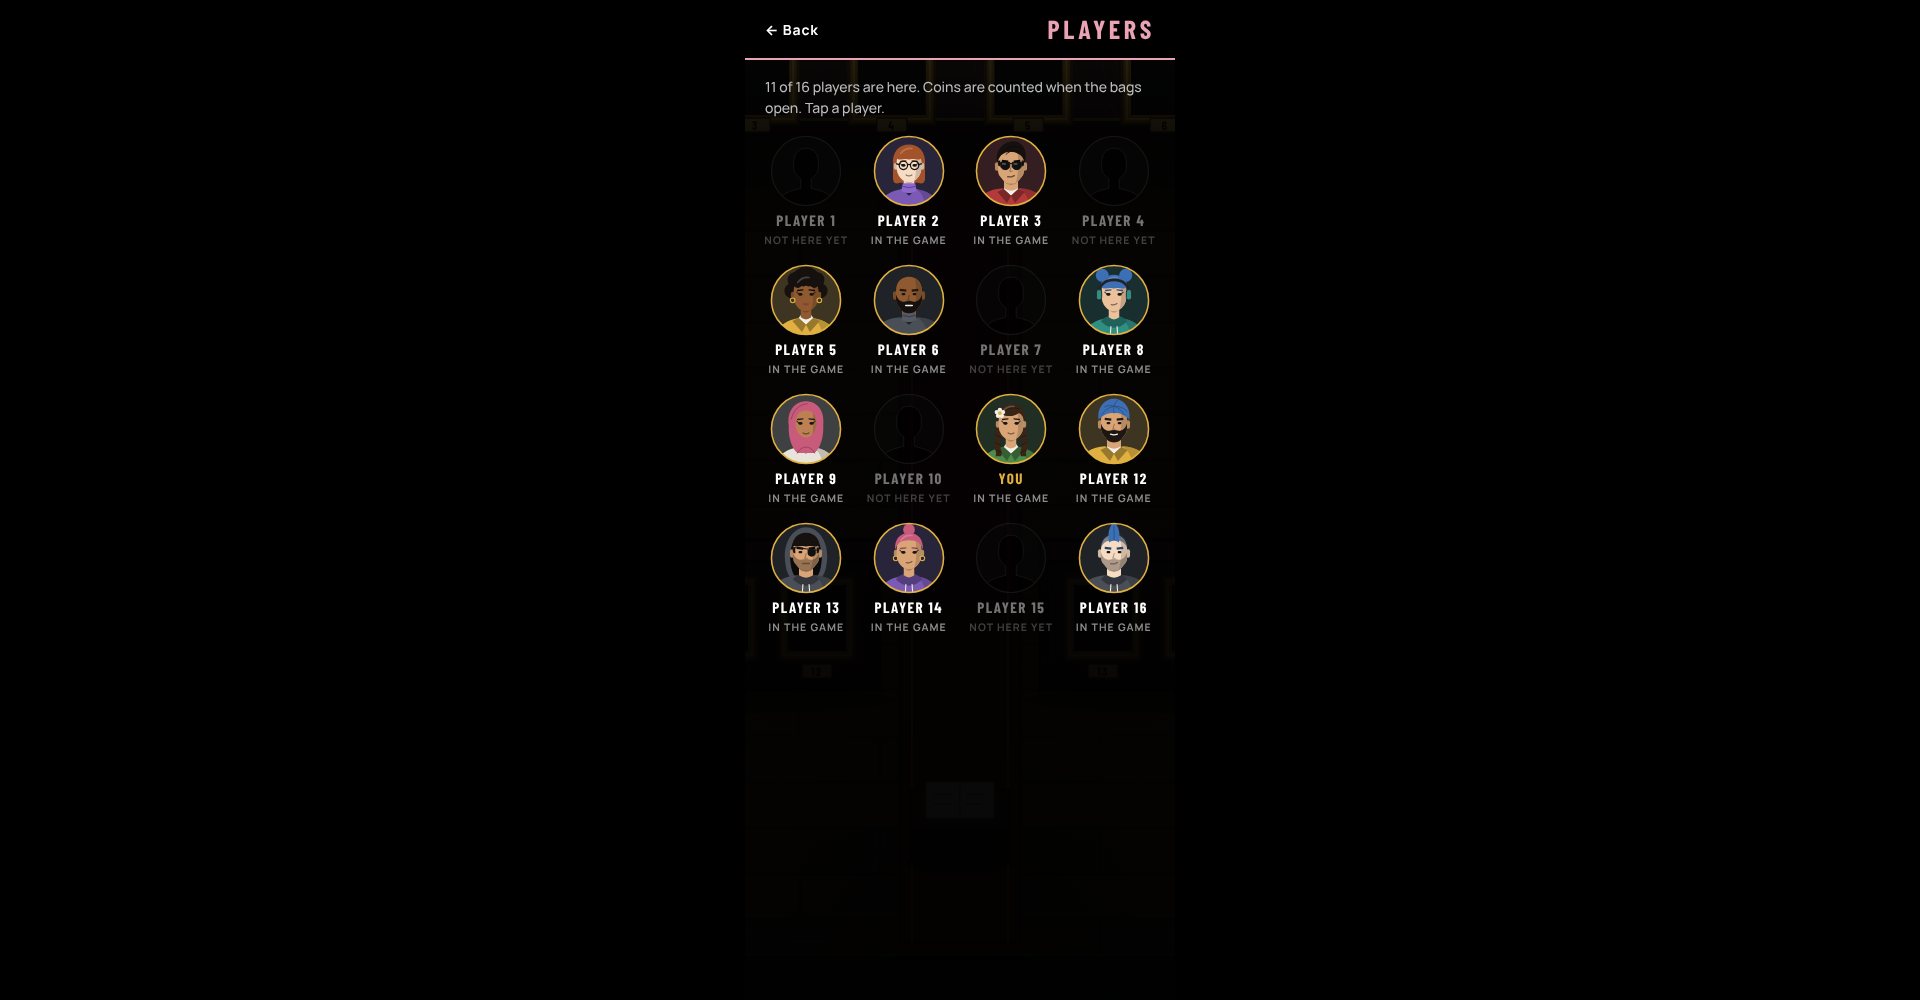 ← Back
PLAYERS
11 of 16 players are here. Coins are counted when the bags
open. Tap a player.
3 4 5 6
PLAYER 1 PLAYER 2 PLAYER 3 PLAYER 4
NOT HERE YET IN THE GAME IN THE GAME NOT HERE YET
PLAYER 5 PLAYER 6 PLAYER 7 PLAYER 8
IN THE GAME IN THE GAME NOT HERE YET IN THE GAME
PLAYER 9 PLAYER 10 YOU PLAYER 12
IN THE GAME NOT HERE YET IN THE GAME IN THE GAME
PLAYER 13 PLAYER 14 PLAYER 15 PLAYER 16
IN THE GAME IN THE GAME NOT HERE YET IN THE GAME